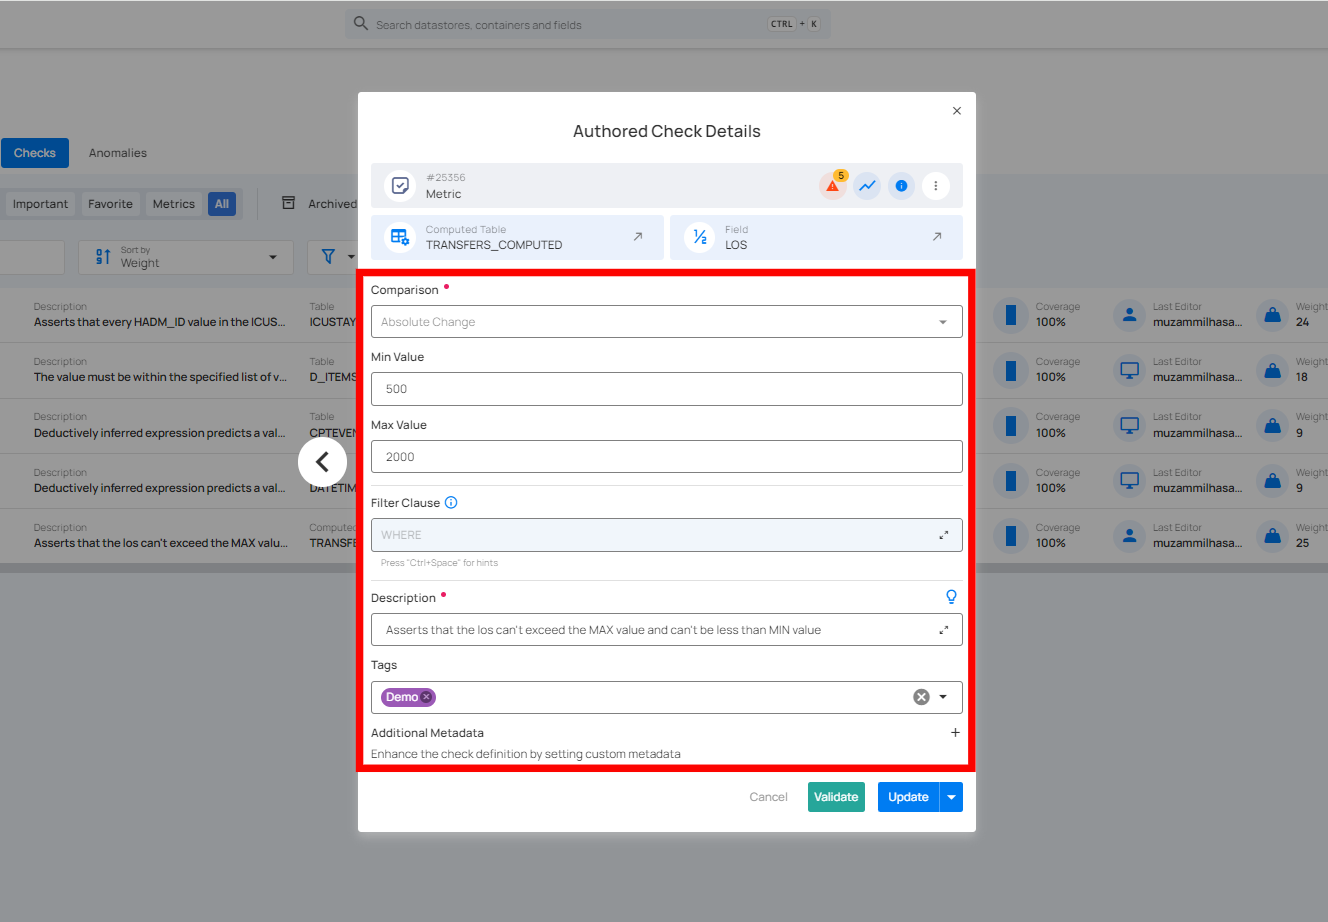 Search datastores, containers and fields CTRL + K
Authored Check Details
Checks Anomalies
#25356
Metric
5
Important Favorite Metrics All Archived
Computed Table
TRANSFERS_COMPUTED
Field
LOS
Sort by
Weight
Comparison
Absolute Change
Min Value
500
Max Value
2000
Filter Clause
WHERE
Press "Ctrl+Space" for hints
Description
Asserts that the los can't exceed the MAX value and can't be less than MIN value
Tags
Demo
Additional Metadata
Enhance the check definition by setting custom metadata
Cancel Validate Update
Description Table Coverage Last Editor Weight
Asserts that every HADM_ID value in the ICUS... ICUSTAY 100% muzammilhasa... 24
Description Table Coverage Last Editor Weight
The value must be within the specified list of v... D_ITEMS 100% muzammilhasa... 18
Description Table Coverage Last Editor Weight
Deductively inferred expression predicts a val... CPTEVEN 100% muzammilhasa... 9
Description Coverage Last Editor Weight
Deductively inferred expression predicts a val... DATETIM 100% muzammilhasa... 9
Description Computed Coverage Last Editor Weight
Asserts that the los can't exceed the MAX valu... TRANSFE 100% muzammilhasa... 25